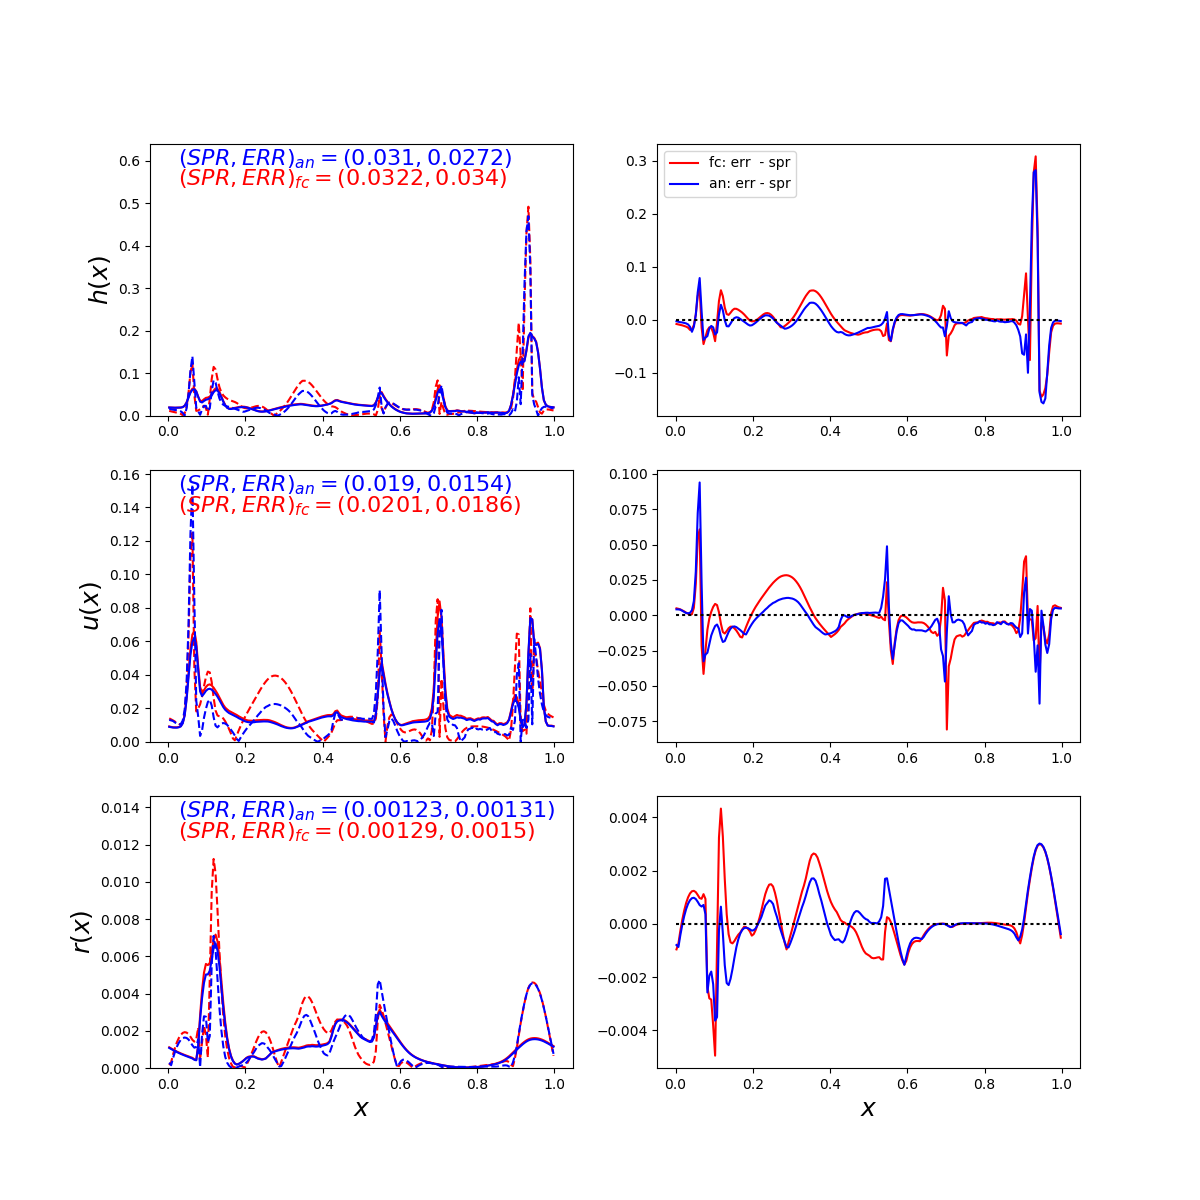 (SPR, ERR)an = (0.031, 0.0272)
(SPR, ERR)fc = (0.0322, 0.034)
h(x)
0.6
0.5
0.4
0.3
0.2
0.1
0.0
0.0 0.2 0.4 0.6 0.8 1.0
fc: err - spr
an: err - spr
0.3
0.2
0.1
0.0
−0.1
0.0 0.2 0.4 0.6 0.8 1.0
(SPR, ERR)an = (0.019, 0.0154)
(SPR, ERR)fc = (0.0201, 0.0186)
u(x)
0.16
0.14
0.12
0.10
0.08
0.06
0.04
0.02
0.00
0.0 0.2 0.4 0.6 0.8 1.0
0.100
0.075
0.050
0.025
0.000
−0.025
−0.050
−0.075
0.0 0.2 0.4 0.6 0.8 1.0
(SPR, ERR)an = (0.00123, 0.00131)
(SPR, ERR)fc = (0.00129, 0.0015)
r(x)
0.014
0.012
0.010
0.008
0.006
0.004
0.002
0.000
0.0 0.2 0.4 0.6 0.8 1.0
x
0.004
0.002
0.000
−0.002
−0.004
0.0 0.2 0.4 0.6 0.8 1.0
x